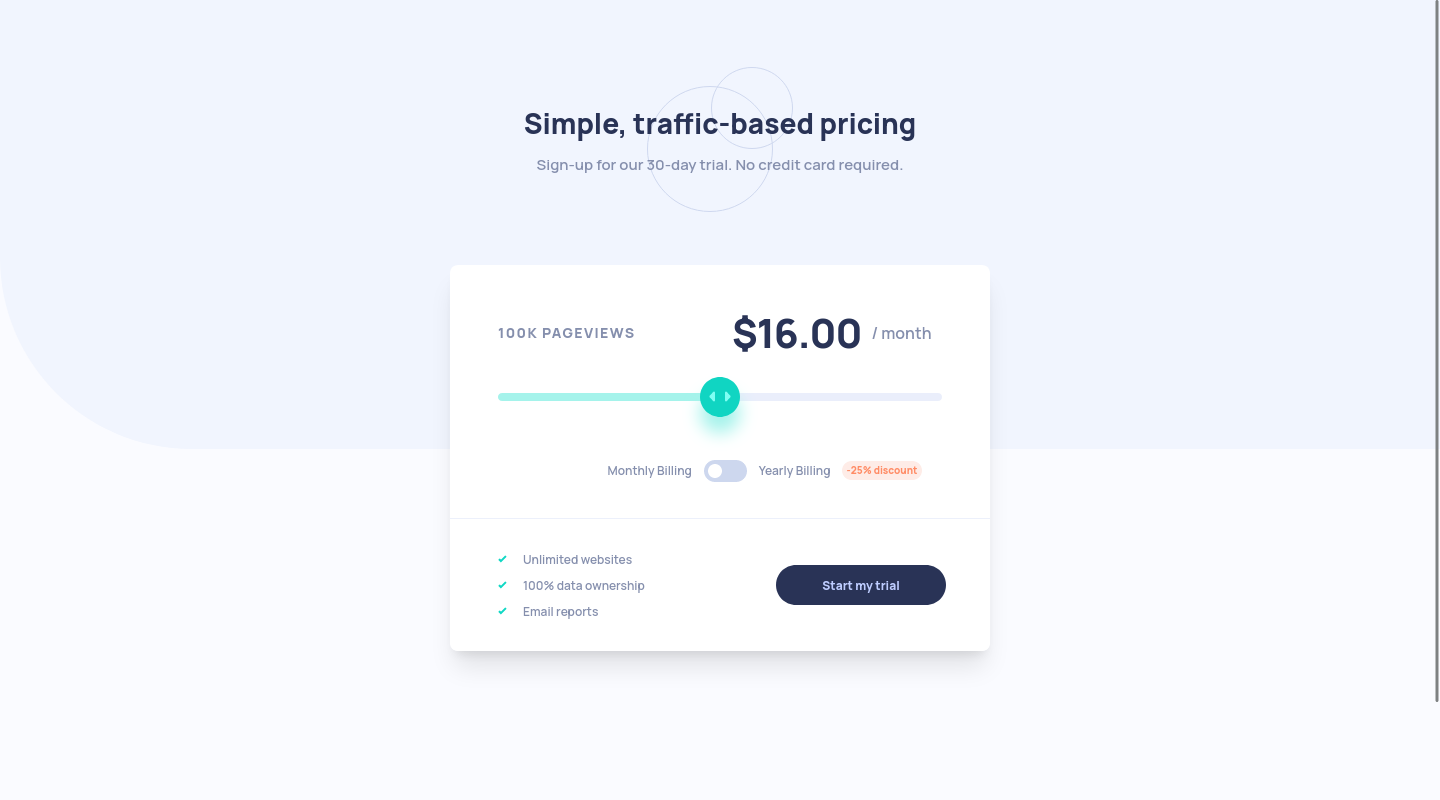 Simple, traffic-based pricing
Sign-up for our 30-day trial. No credit card required.
100K PAGEVIEWS
$16.00 / month
Monthly Billing
Yearly Billing
-25% discount
Unlimited websites
100% data ownership
Email reports
Start my trial